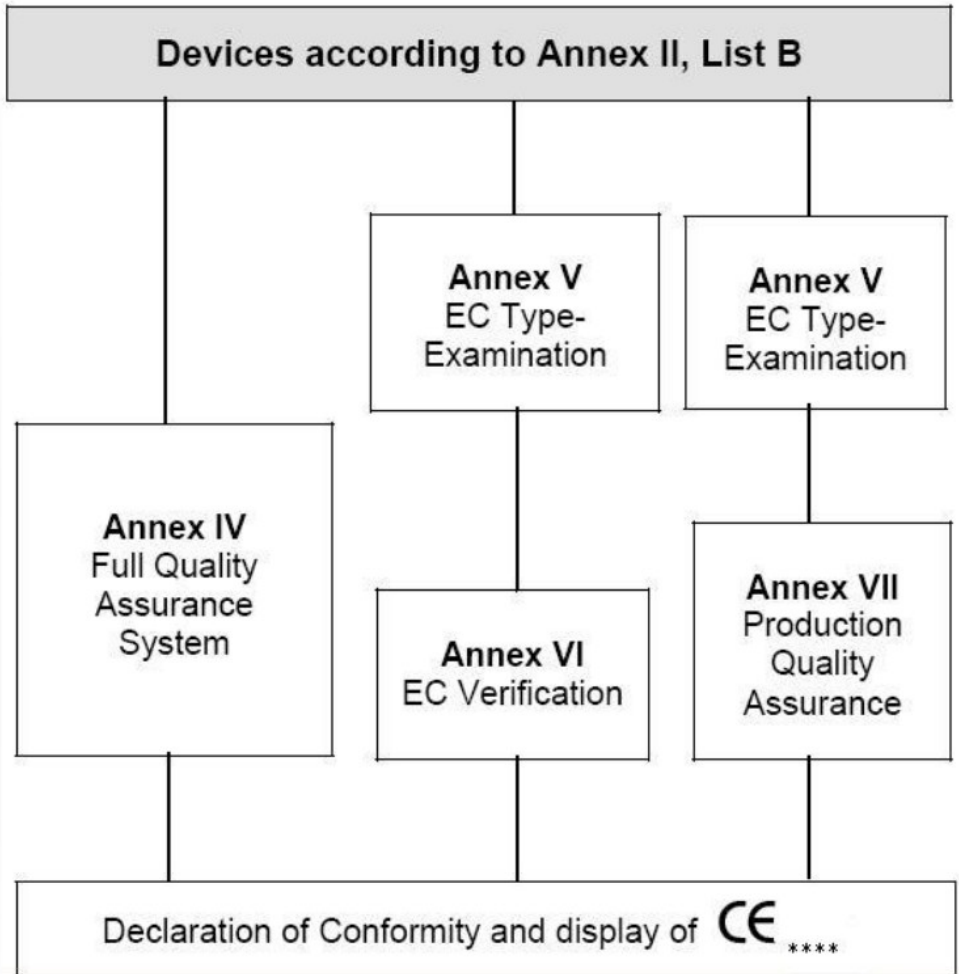 Devices according to Annex II, List B
Annex V
EC Type-
Examination
Annex V
EC Type-
Examination
Annex IV
Full Quality
Assurance
System
Annex VI
EC Verification
Annex VII
Production
Quality
Assurance
Declaration of Conformity and display of CE ****